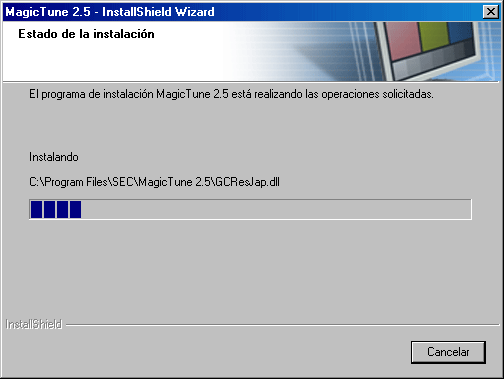 MagicTune 2.5 - InstallShield Wizard
Estado de la instalación
El programa de instalación MagicTune 2.5 está realizando las operaciones solicitadas.
Instalando
C:\Program Files\SEC\MagicTune 2.5\GCResJap.dll
InstallShield
Cancelar